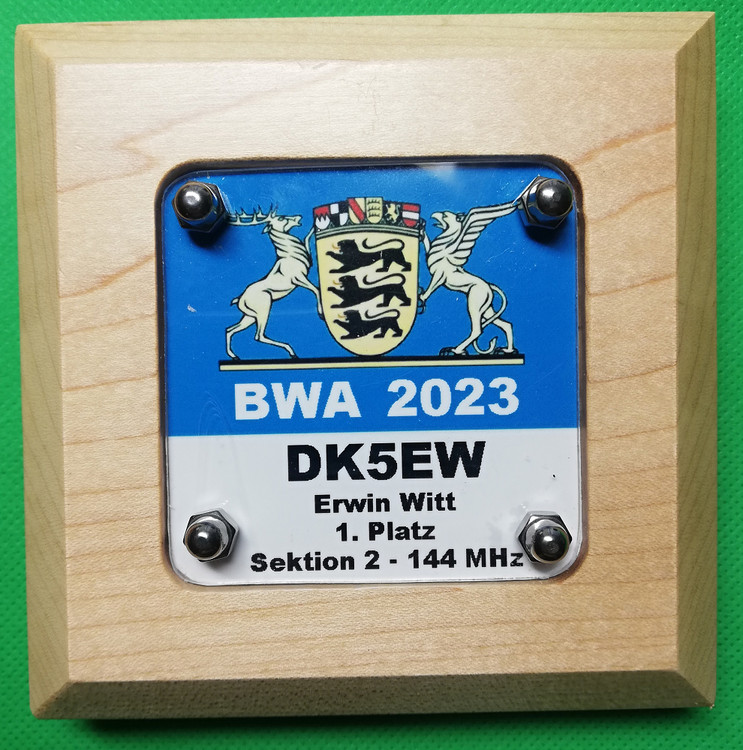 BWA 2023
DK5EW
Erwin Witt
1. Platz
Sektion 2 - 144 MHz